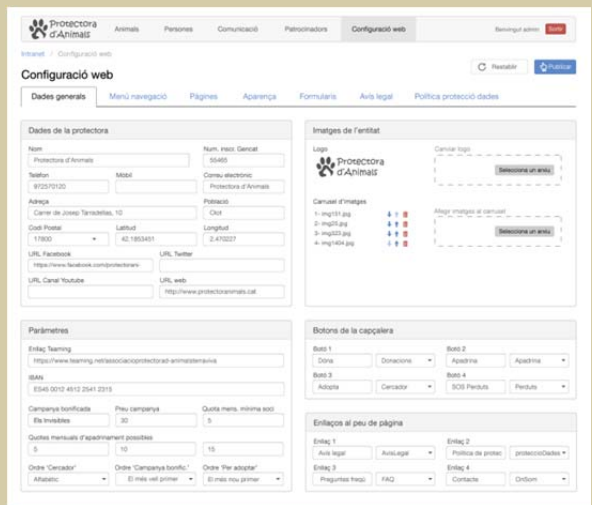 Protectora d'Animals
Animals Persones Comunicació Patrocinadors Configuració web
Benvingut admin Sortir
Intranet / Configuració web
Configuració web
Restablir Publicar
Dades generals Menú navegació Pàgines Aparença Formularis Avís legal Política protecció dades
Dades de la protectora
Nom Num. inscr. Gencat
Protectora d'Animals 55465
Telèfon Mòbil Correu electrònic
972570120 Protectora d'Animals
Adreça Població
Carrer de Josep Tarradellas, 10 Olot
Codi Postal Latitud Longitud
17800 42.1853451 2.470227
URL Facebook URL Twitter
https://www.facebook.com/protectorani-
URL Canal Youtube URL web
http://www.protectoranimals.cat
Imatges de l'entitat
Logo Canviar logo
Protectora d'Animals
Selecciona un arxiu
Carrusel d'imatges
Afegir imatges al carrusel
1- img151.jpg
2- img25.jpg
3- img323.jpg
4- img1404.jpg
Selecciona un arxiu
Paràmetres
Enllaç Teaming
IBAN
ES45 0012 4512 2541 2315
Campanya bonificada Preu campanya Quota mens. mínima soci
Els Invisibles 30 5
Quotes mensuals d'apadrinament possibles
5 10 15
Ordre "Cercador" Ordre "Campanya bonific." Ordre "Per adoptar"
Alfabètic El més vell primer El més nou primer
Botons de la capçalera
Botó 1 Botó 2
Dóna Donacions Apadrina Apadrina
Botó 3 Botó 4
Adopta Cercador SOS Perduts Perduts
Enllaços al peu de pàgina
Enllaç 1 Enllaç 2
Avís legal AvisLegal Política de protec proteccioDades
Enllaç 3 Enllaç 4
Preguntes freqü FAQ Contacte OnSom